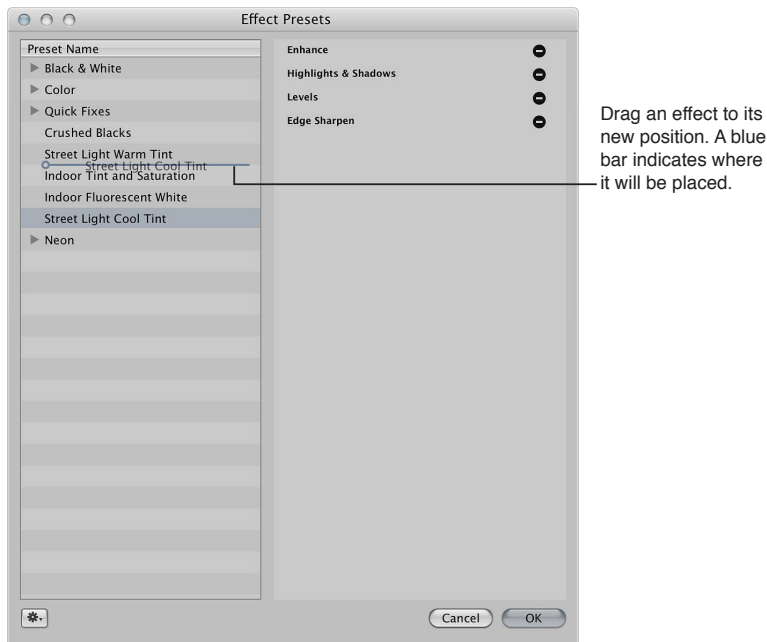 Effect Presets
Preset Name
Black & White
Color
Quick Fixes
Crushed Blacks
Street Light Warm Tint
Street Light Cool Tint
Indoor Tint and Saturation
Indoor Fluorescent White
Street Light Cool Tint
Neon
Enhance
Highlights & Shadows
Levels
Edge Sharpen
Drag an effect to its
new position. A blue
bar indicates where
it will be placed.
Cancel
OK